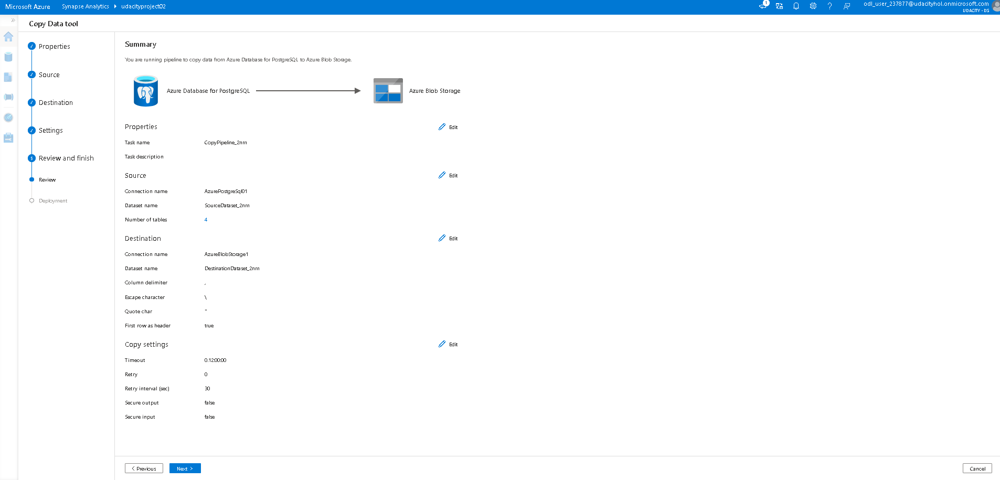 Microsoft Azure Synapse Analytics udacityproject02 1 ? odl_user_237877@udacityhol.onmicrosoft.com
UDACITY - DS
Copy Data tool
Properties
Source
Destination
Settings
5 Review and finish
Review
Deployment
Summary
You are running pipeline to copy data from Azure Database for PostgreSQL to Azure Blob Storage.
Azure Database for PostgreSQL Azure Blob Storage
Properties Edit
Task name CopyPipeline_2nm
Task description
Source Edit
Connection name AzurePostgreSql01
Dataset name SourceDataset_2nm
Number of tables 4
Destination Edit
Connection name AzureBlobStorage1
Dataset name DestinationDataset_2nm
Column delimiter ,
Escape character \
Quote char "
First row as header true
Copy settings Edit
Timeout 0.12:00:00
Retry 0
Retry interval (sec) 30
Secure output false
Secure input false
< Previous Next > Cancel